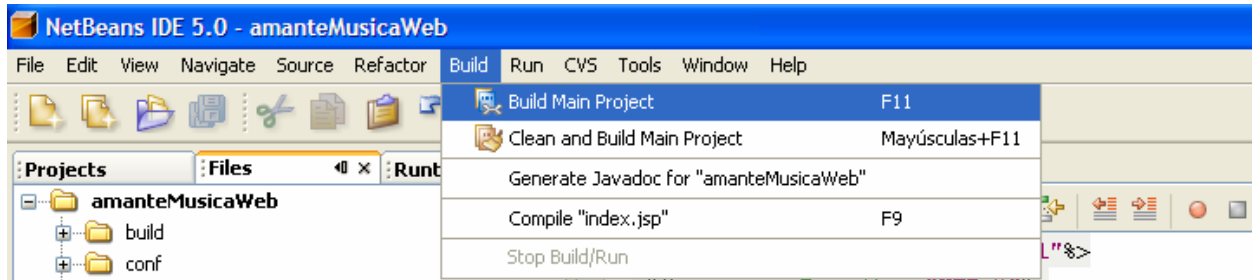 NetBeans IDE 5.0 - amanteMusicaWeb
File Edit View Navigate Source Refactor Build Run CVS Tools Window Help
Build Main Project F11
Clean and Build Main Project Mayúsculas+F11
Projects Files Runt
Generate Javadoc for "amanteMusicaWeb"
amanteMusicaWeb
Compile "index.jsp" F9
build
Stop Build/Run L"%>
conf